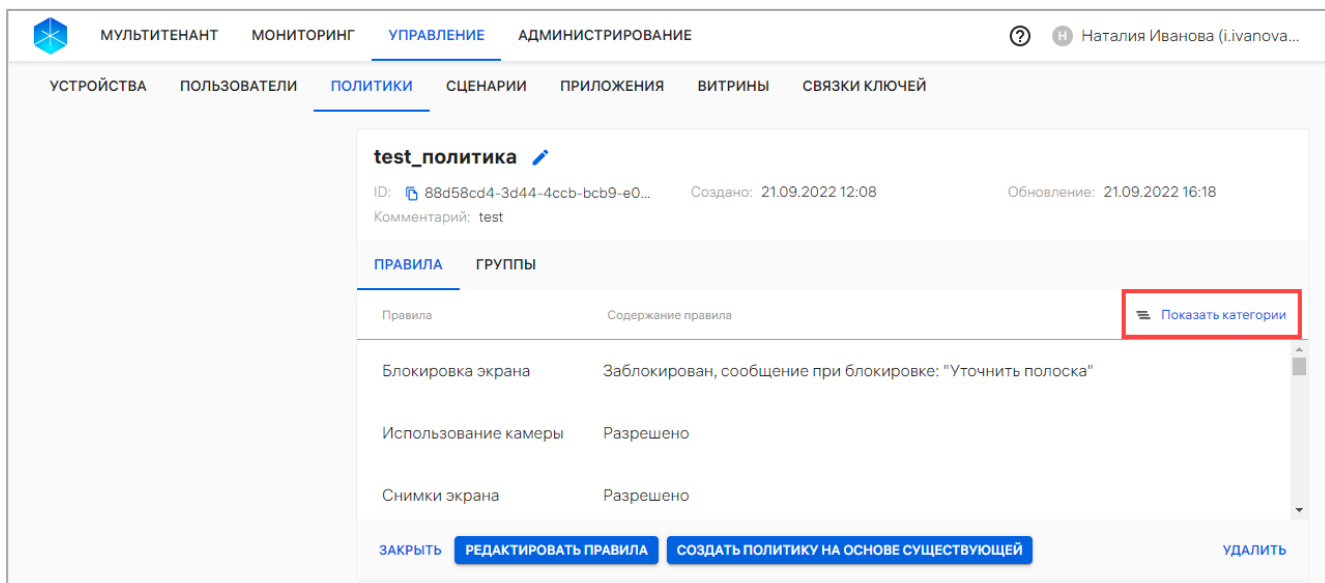 МУЛЬТИТЕНАНТ МОНИТОРИНГ УПРАВЛЕНИЕ АДМИНИСТРИРОВАНИЕ Н Наталия Иванова (i.ivanova...
УСТРОЙСТВА ПОЛЬЗОВАТЕЛИ ПОЛИТИКИ СЦЕНАРИИ ПРИЛОЖЕНИЯ ВИТРИНЫ СВЯЗКИ КЛЮЧЕЙ
test_политика
ID: 88d58cd4-3d44-4ccb-bcb9-e0... Создано: 21.09.2022 12:08 Обновление: 21.09.2022 16:18
Комментарий: test
ПРАВИЛА ГРУППЫ
Правила Содержание правила Показать категории
Блокировка экрана Заблокирован, сообщение при блокировке: "Уточнить полоска"
Использование камеры Разрешено
Снимки экрана Разрешено
ЗАКРЫТЬ РЕДАКТИРОВАТЬ ПРАВИЛА СОЗДАТЬ ПОЛИТИКУ НА ОСНОВЕ СУЩЕСТВУЮЩЕЙ УДАЛИТЬ